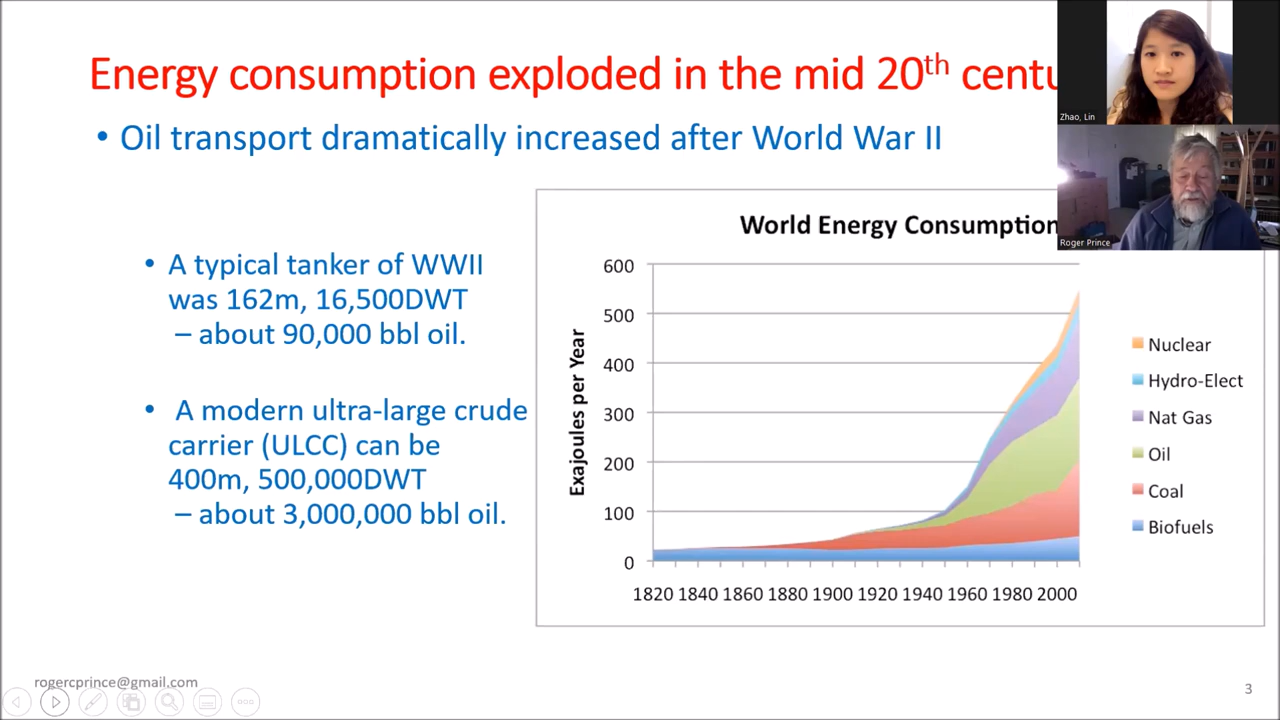 Energy consumption exploded in the mid 20th centu
• Oil transport dramatically increased after World War II
• A typical tanker of WWII
was 162m, 16,500DWT
– about 90,000 bbl oil.
• A modern ultra-large crude
carrier (ULCC) can be
400m, 500,000DWT
– about 3,000,000 bbl oil.
World Energy Consumption
Exajoules per Year
600
500
400
300
200
100
0
1820 1840 1860 1880 1900 1920 1940 1960 1980 2000
Nuclear
Hydro-Elect
Nat Gas
Oil
Coal
Biofuels
Zhao, Lin
Roger Prince
rogercprince@gmail.com
3